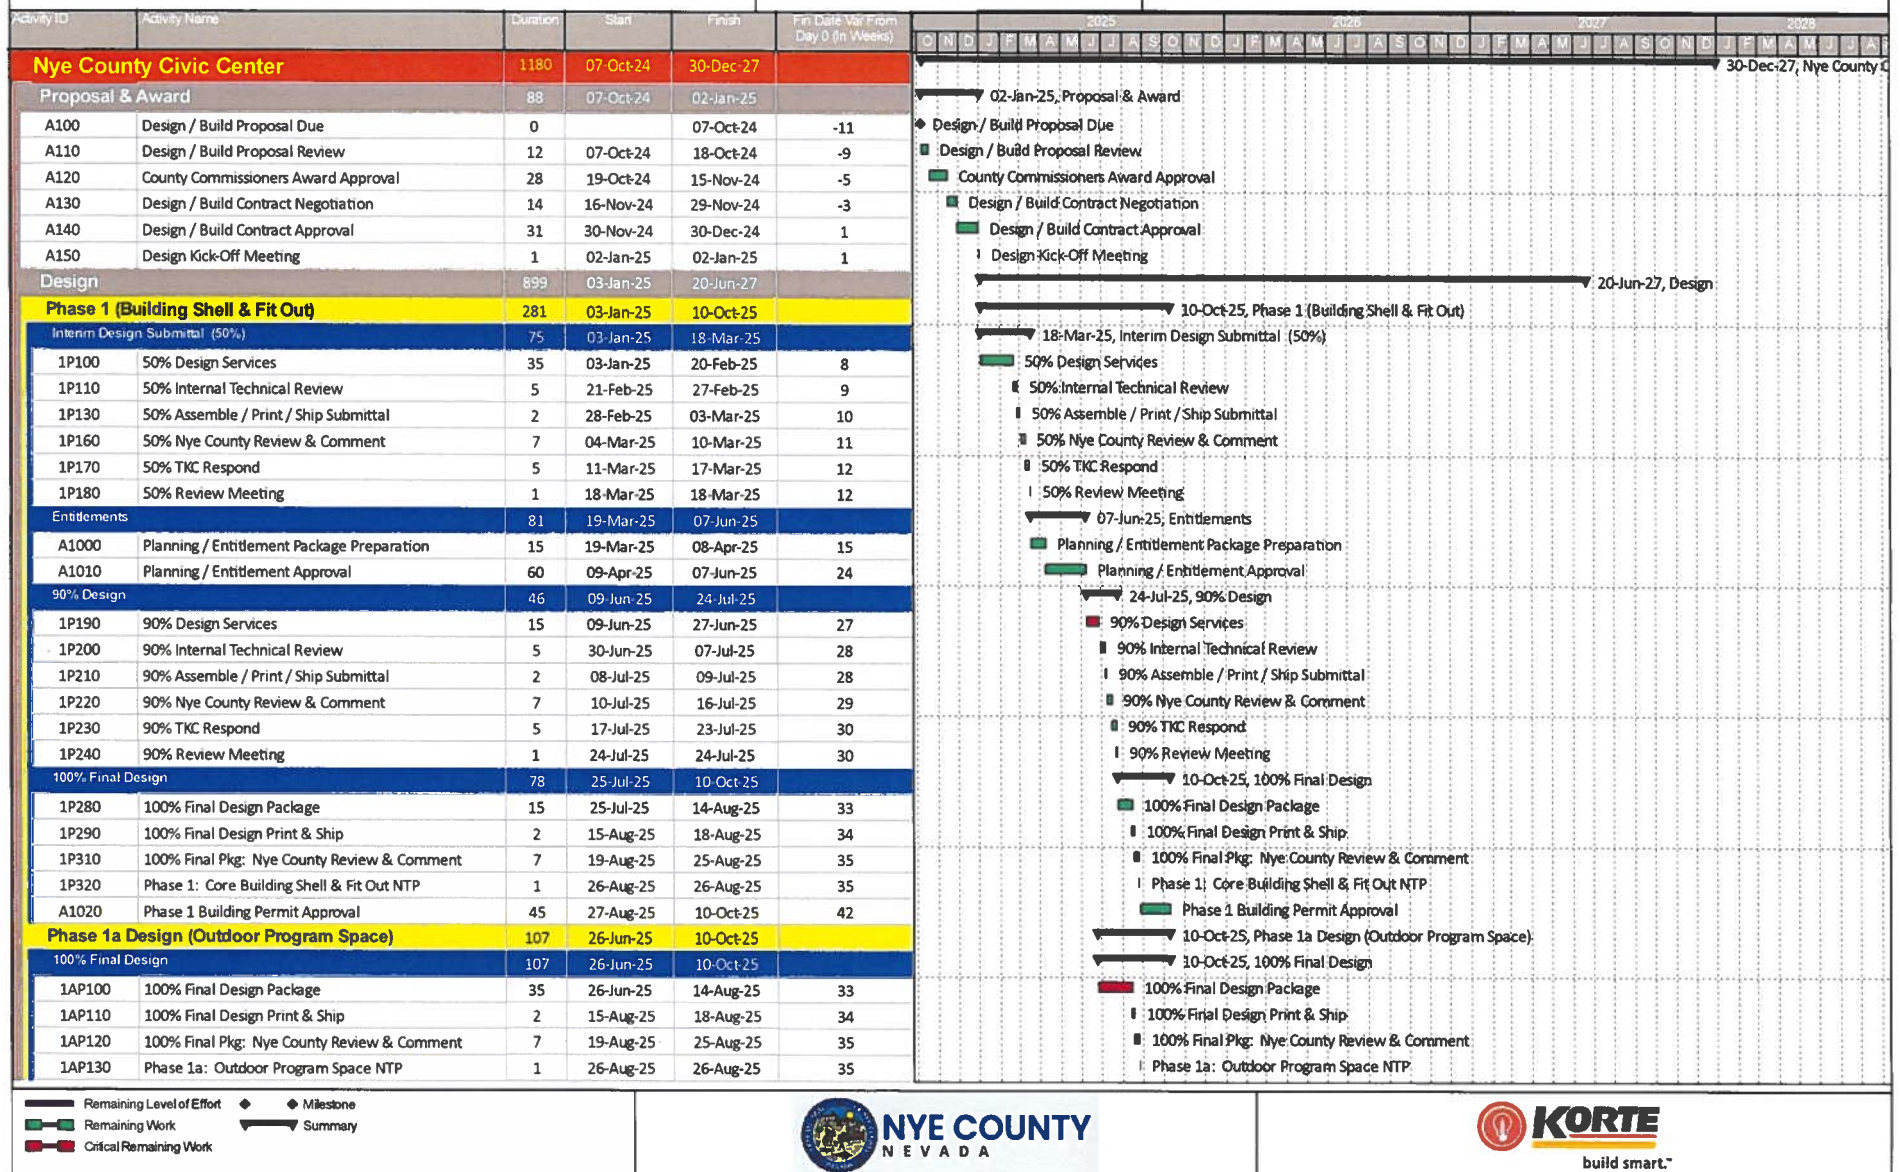 Activity ID Activity Name Duration Start Finish Fin Date Var From Day 0 (In Weeks) 2025 2026 2027 2028
O N D J F M A M J J A S O N D J F M A M J J A S O N D J F M A M J J A S O N D J F M A M J J A
Nye County Civic Center 1180 07-Oct-24 30-Dec-27 30-Dec-27, Nye County C
Proposal & Award 88 07-Oct-24 02-Jan-25 02-Jan-25, Proposal & Award
A100 Design / Build Proposal Due 0 07-Oct-24 -11 Design / Build Proposal Due
A110 Design / Build Proposal Review 12 07-Oct-24 18-Oct-24 -9 Design / Build Proposal Review
A120 County Commissioners Award Approval 28 19-Oct-24 15-Nov-24 -5 County Commissioners Award Approval
A130 Design / Build Contract Negotiation 14 16-Nov-24 29-Nov-24 -3 Design / Build Contract Negotiation
A140 Design / Build Contract Approval 31 30-Nov-24 30-Dec-24 1 Design / Build Contract Approval
A150 Design Kick-Off Meeting 1 02-Jan-25 02-Jan-25 1 Design Kick-Off Meeting
Design 899 03-Jan-25 20-Jun-27 20-Jun-27, Design
Phase 1 (Building Shell & Fit Out) 281 03-Jan-25 10-Oct-25 10-Oct-25, Phase 1 (Building Shell & Fit Out)
Interim Design Submittal (50%) 75 03-Jan-25 18-Mar-25 18-Mar-25, Interim Design Submittal (50%)
1P100 50% Design Services 35 03-Jan-25 20-Feb-25 8 50% Design Services
1P110 50% Internal Technical Review 5 21-Feb-25 27-Feb-25 9 50% Internal Technical Review
1P130 50% Assemble / Print / Ship Submittal 2 28-Feb-25 03-Mar-25 10 50% Assemble / Print / Ship Submittal
1P160 50% Nye County Review & Comment 7 04-Mar-25 10-Mar-25 11 50% Nye County Review & Comment
1P170 50% TKC Respond 5 11-Mar-25 17-Mar-25 12 50% TKC Respond
1P180 50% Review Meeting 1 18-Mar-25 18-Mar-25 12 50% Review Meeting
Entitlements 81 19-Mar-25 07-Jun-25 07-Jun-25, Entitlements
A1000 Planning / Entitlement Package Preparation 15 19-Mar-25 08-Apr-25 15 Planning / Entitlement Package Preparation
A1010 Planning / Entitlement Approval 60 09-Apr-25 07-Jun-25 24 Planning / Entitlement Approval
90% Design 46 09-Jun-25 24-Jul-25 24-Jul-25, 90% Design
1P190 90% Design Services 15 09-Jun-25 27-Jun-25 27 90% Design Services
1P200 90% Internal Technical Review 5 30-Jun-25 07-Jul-25 28 90% Internal Technical Review
1P210 90% Assemble / Print / Ship Submittal 2 08-Jul-25 09-Jul-25 28 90% Assemble / Print / Ship Submittal
1P220 90% Nye County Review & Comment 7 10-Jul-25 16-Jul-25 29 90% Nye County Review & Comment
1P230 90% TKC Respond 5 17-Jul-25 23-Jul-25 30 90% TKC Respond
1P240 90% Review Meeting 1 24-Jul-25 24-Jul-25 30 90% Review Meeting
100% Final Design 78 25-Jul-25 10-Oct-25 10-Oct-25, 100% Final Design
1P280 100% Final Design Package 15 25-Jul-25 14-Aug-25 33 100% Final Design Package
1P290 100% Final Design Print & Ship 2 15-Aug-25 18-Aug-25 34 100% Final Design Print & Ship
1P310 100% Final Pkg: Nye County Review & Comment 7 19-Aug-25 25-Aug-25 35 100% Final Pkg: Nye County Review & Comment
1P320 Phase 1: Core Building Shell & Fit Out NTP 1 26-Aug-25 26-Aug-25 35 Phase 1: Core Building Shell & Fit Out NTP
A1020 Phase 1 Building Permit Approval 45 27-Aug-25 10-Oct-25 42 Phase 1 Building Permit Approval
Phase 1a Design (Outdoor Program Space) 107 26-Jun-25 10-Oct-25 10-Oct-25, Phase 1a Design (Outdoor Program Space)
100% Final Design 107 26-Jun-25 10-Oct-25 10-Oct-25, 100% Final Design
1AP100 100% Final Design Package 35 26-Jun-25 14-Aug-25 33 100% Final Design Package
1AP110 100% Final Design Print & Ship 2 15-Aug-25 18-Aug-25 34 100% Final Design Print & Ship
1AP120 100% Final Pkg: Nye County Review & Comment 7 19-Aug-25 25-Aug-25 35 100% Final Pkg: Nye County Review & Comment
1AP130 Phase 1a: Outdoor Program Space NTP 1 26-Aug-25 26-Aug-25 35 Phase 1a: Outdoor Program Space NTP
Remaining Level of Effort Milestone
Remaining Work Summary
Critical Remaining Work
NYE COUNTY
NEVADA
KORTE
build smart.™